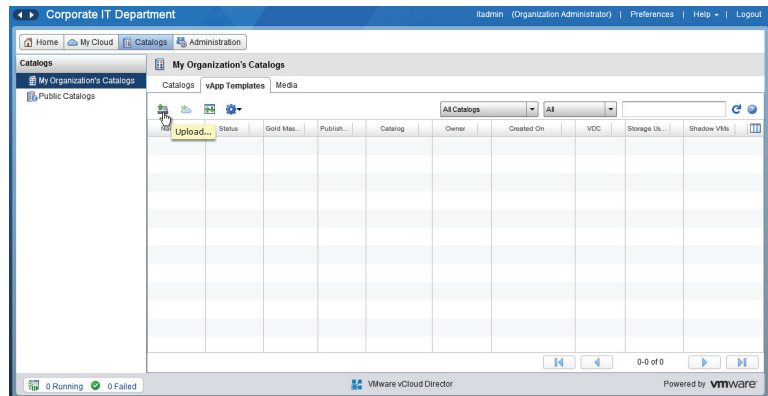 Corporate IT Department
itadmin (Organization Administrator) | Preferences | Help | Logout
Home My Cloud Catalogs Administration
Catalogs
My Organization's Catalogs
Public Catalogs
My Organization's Catalogs
Catalogs vApp Templates Media
All Catalogs All
Upload...
Status Gold Mas... Publish... Catalog Owner Created On VDC Storage Us... Shadow VMs
0-0 of 0
0 Running 0 Failed
VMware vCloud Director
Powered by vmware